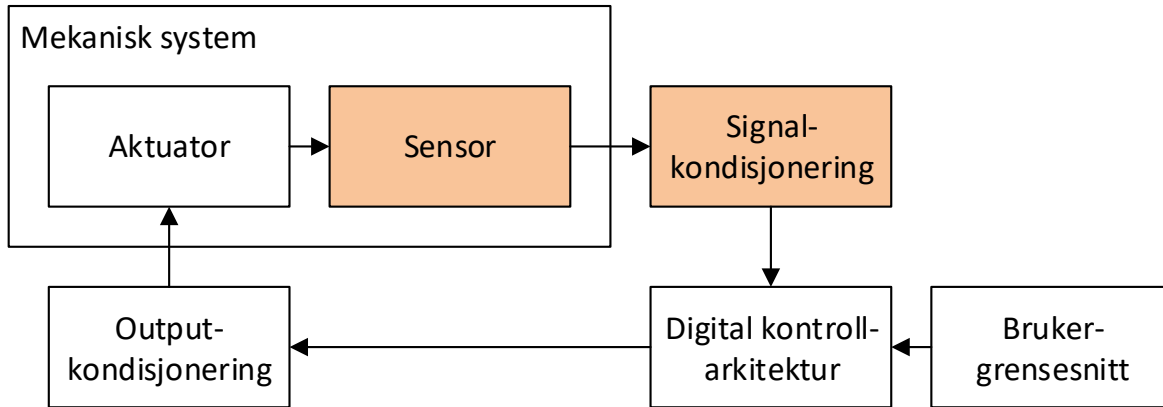 Mekanisk system
Aktuator
Sensor
Signal-
kondisjonering
Output-
kondisjonering
Digital kontroll-
arkitektur
Bruker-
grensesnitt